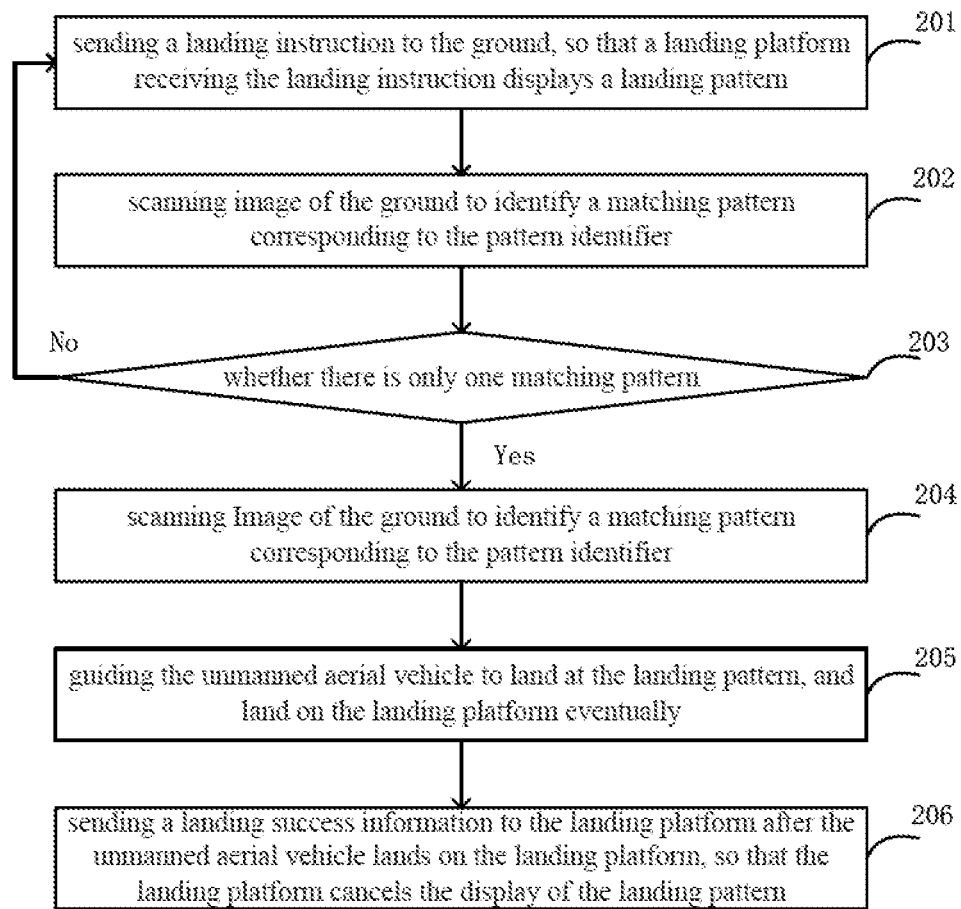 201
sending a landing instruction to the ground, so that a landing platform
receiving the landing instruction displays a landing pattern
202
scanning image of the ground to identify a matching pattern
corresponding to the pattern identifier
No
203
whether there is only one matching pattern
Yes
204
scanning Image of the ground to identify a matching pattern
corresponding to the pattern identifier
205
guiding the unmanned aerial vehicle to land at the landing pattern, and
land on the landing platform eventually
206
sending a landing success information to the landing platform after the
unmanned aerial vehicle lands on the landing platform, so that the
landing platform cancels the display of the landing pattern